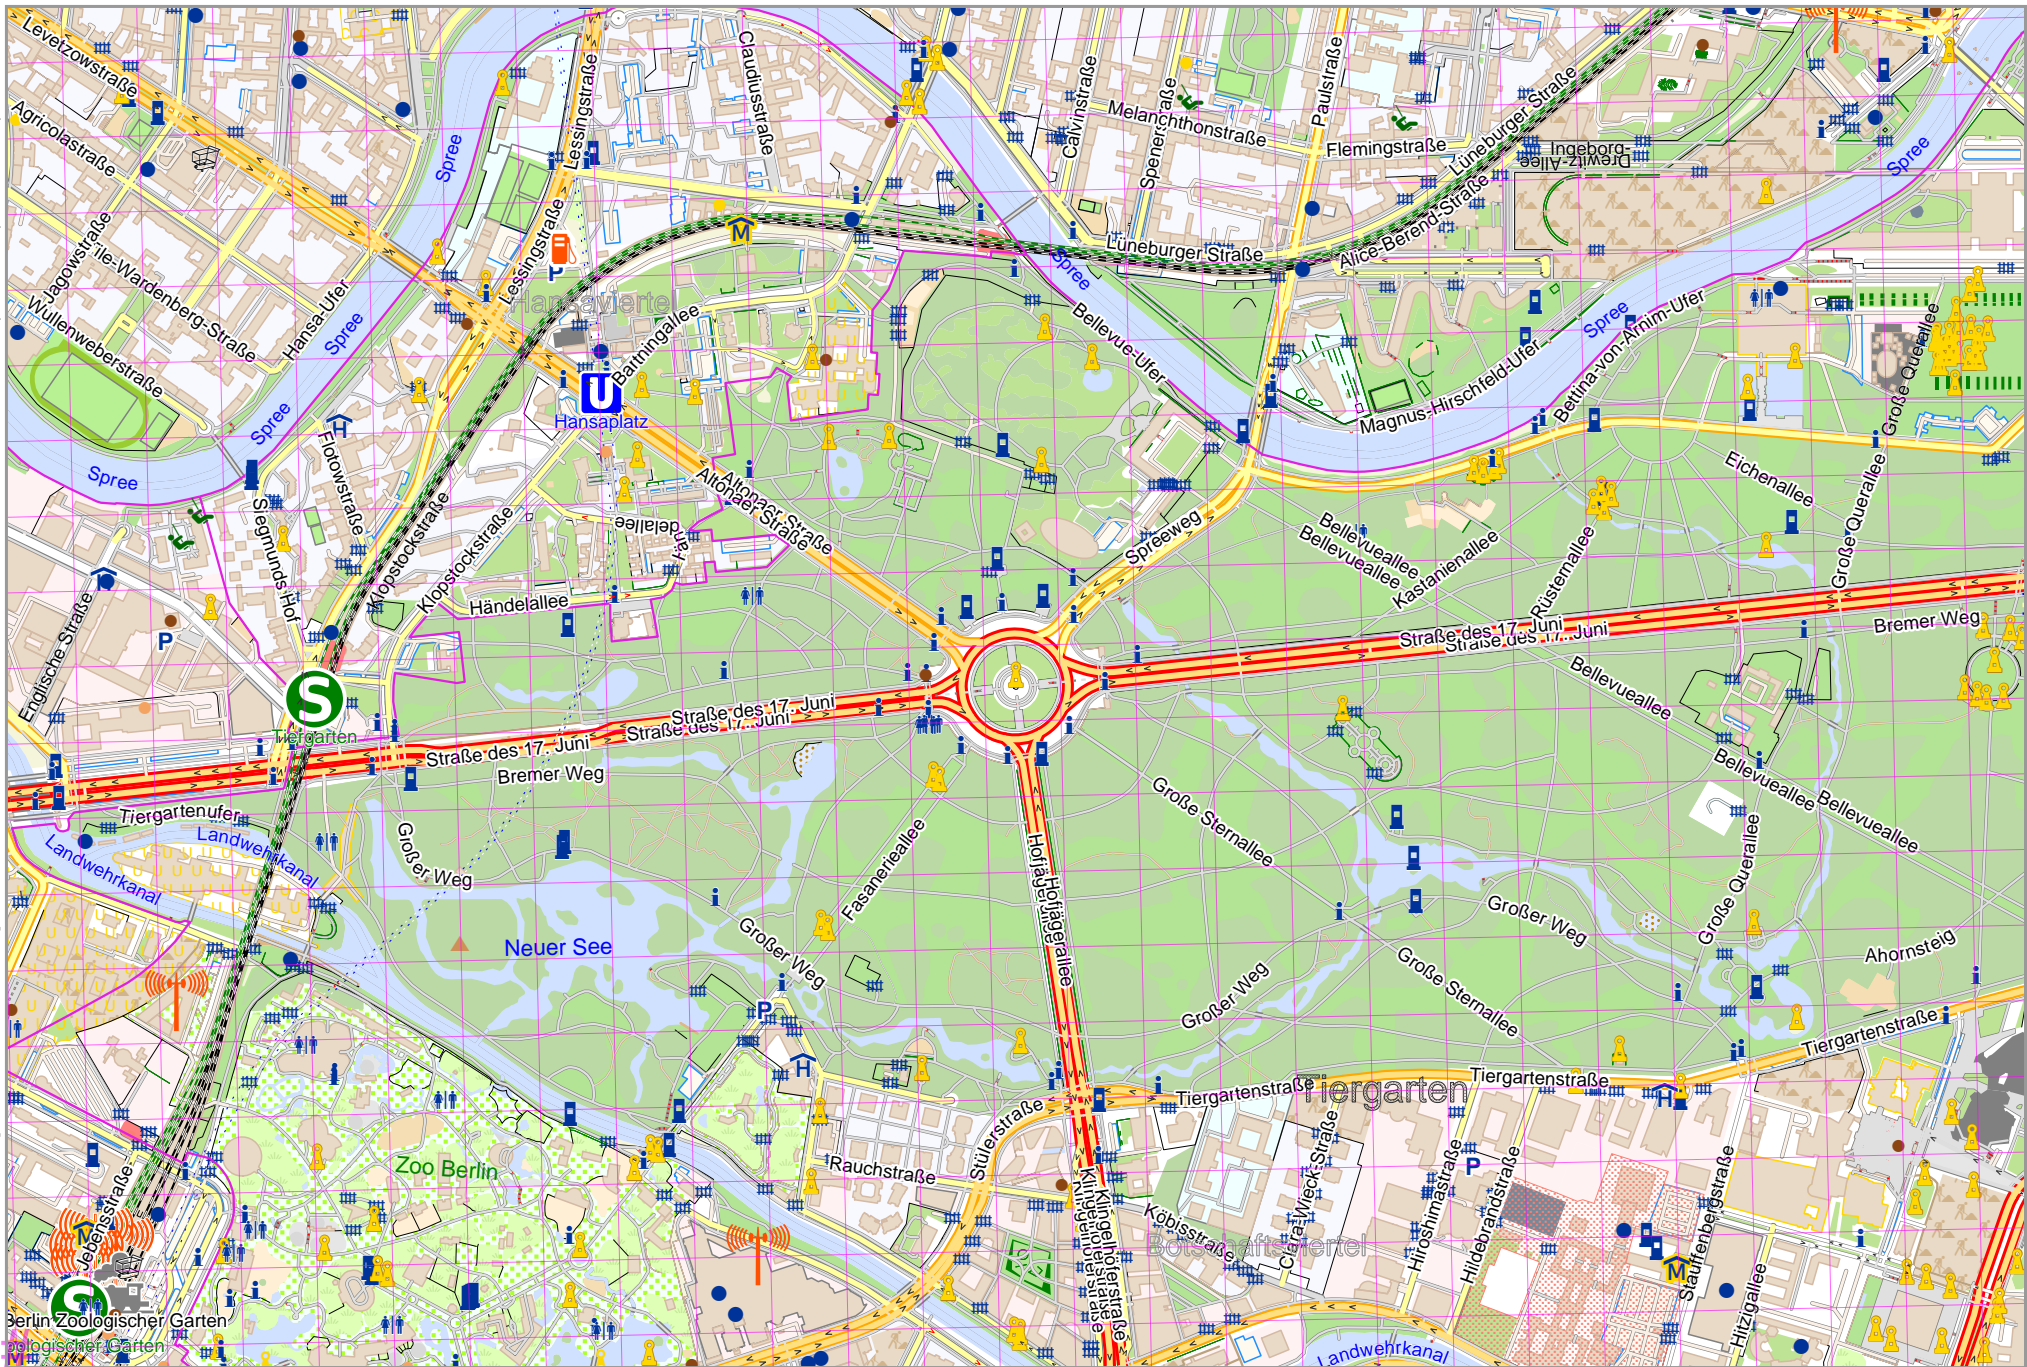 Levetzowstraße
Agricolastraße
Jagowstraße
Tile-Wardenberg-Straße
Wullenweberstraße
Hansa-Ufer
Spree
Spree
Spree
Spree
Lessingstraße
Lessingstraße
Claudiusstraße
Calvinstraße
Melanchthonstraße
Spenerstraße
Paulstraße
Flemingstraße
Lüneburger Straße
Ingeborg-
Drewitz-Allee
Spree
Alice-Berend-Straße
Lüneburger Straße
Spree
Hansaviertel
Bartningallee
U
Hansaplatz
M
P
H
Bellevue-Ufer
Magnus-Hirschfeld-Ufer
Spree
Bettina-von-Arnim-Ufer
Große Querallee
Große Querallee
Große Querallee
Eichenallee
Flotowstraße
Siegmunds Hof
Klopstockstraße
Klopstockstraße
Händelallee
Altonaer Straße
Altonaer Straße
Spreeweg
Bellevueallee
Bellevueallee
Kastanienallee
Rüsternallee
Straße des 17. Juni
Straße des 17. Juni
Bremer Weg
Bellevueallee
Bellevueallee
Bellevueallee
Englische Straße
P
S
Tiergarten
Straße des 17. Juni
Straße des 17. Juni
Straße des 17. Juni
Bremer Weg
Tiergartenufer
Landwehrkanal
Landwehrkanal
Großer Weg
Neuer See
Fasanerieallee
Großer Weg
Hofjägerallee
Hofjägerallee
Große Sternallee
Große Sternallee
Großer Weg
Großer Weg
Große Querallee
Ahornsteig
Tiergartenstraße
Tiergartenstraße
Tiergartenstraße
Tiergarten
P
H
H
Zoo Berlin
Rauchstraße
Stülerstraße
Klingelhöferstraße
Klingelhöferstraße
Köbisstraße
Botschaftsviertel
Clara-Wieck-Straße
Hiroshimastraße
P
Hildebrandstraße
Stauffenbergstraße
M
Hitzigallee
Landwehrkanal
Jebensstraße
M
S
Berlin Zoologischer Garten